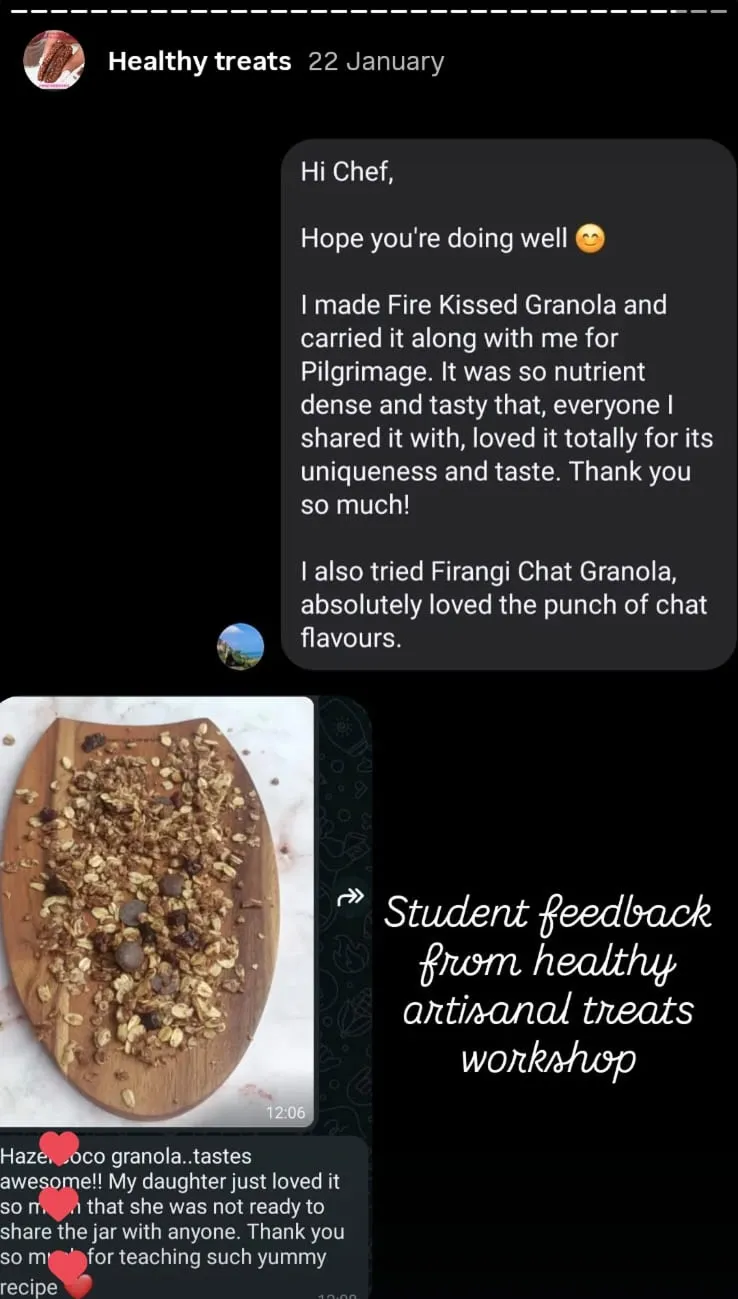 Healthy treats 22 January
Hi Chef,
Hope you're doing well 😊
I made Fire Kissed Granola and
carried it along with me for
Pilgrimage. It was so nutrient
dense and tasty that, everyone I
shared it with, loved it totally for its
uniqueness and taste. Thank you
so much!
I also tried Firangi Chat Granola,
absolutely loved the punch of chat
flavours.
12:06
Student feedback
from healthy
artisanal treats
workshop
granola..tastes
awesome!! My daughter just loved it
so that she was not ready to
share the jar with anyone. Thank you
so for teaching such yummy
recipe ❤️